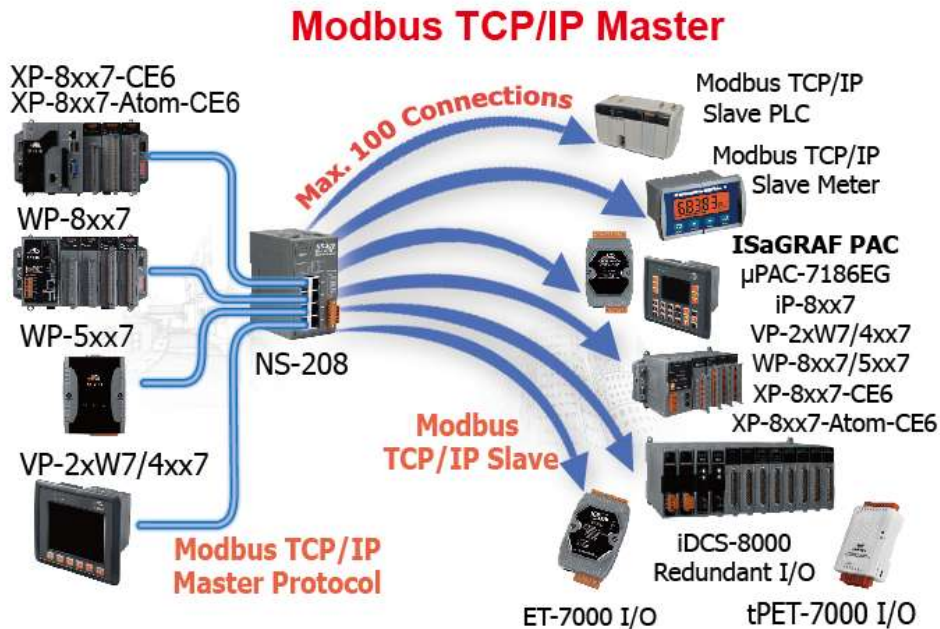 Modbus TCP/IP Master
XP-8xx7-CE6
XP-8xx7-Atom-CE6
WP-8xx7
WP-5xx7
VP-2xW7/4xx7
Modbus TCP/IP
Master Protocol
NS-208
Max. 100 Connections
Modbus
TCP/IP Slave
Modbus TCP/IP
Slave PLC
Modbus TCP/IP
Slave Meter
68383
ISaGRAF PAC
µPAC-7186EG
iP-8xx7
VP-2xW7/4xx7
WP-8xx7/5xx7
XP-8xx7-CE6
XP-8xx7-Atom-CE6
iDCS-8000
Redundant I/O
ET-7000 I/O
tPET-7000 I/O